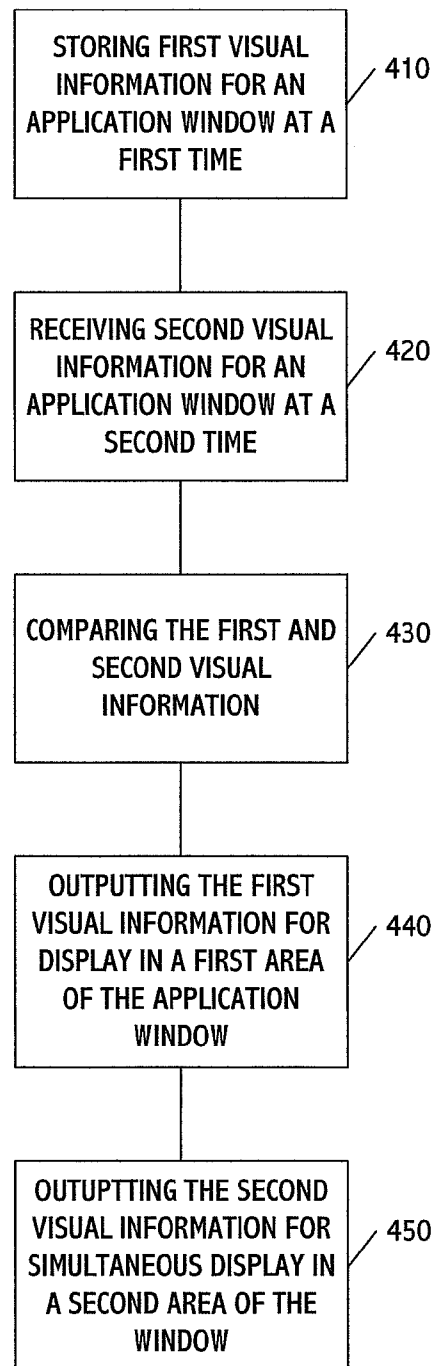 STORING FIRST VISUAL
INFORMATION FOR AN
APPLICATION WINDOW AT A
FIRST TIME
410
RECEIVING SECOND VISUAL
INFORMATION FOR AN
APPLICATION WINDOW AT A
SECOND TIME
420
COMPARING THE FIRST AND
SECOND VISUAL
INFORMATION
430
OUTPUTTING THE FIRST
VISUAL INFORMATION FOR
DISPLAY IN A FIRST AREA
OF THE APPLICATION
WINDOW
440
OUTUPTTING THE SECOND
VISUAL INFORMATION FOR
SIMULTANEOUS DISPLAY IN
A SECOND AREA OF THE
WINDOW
450